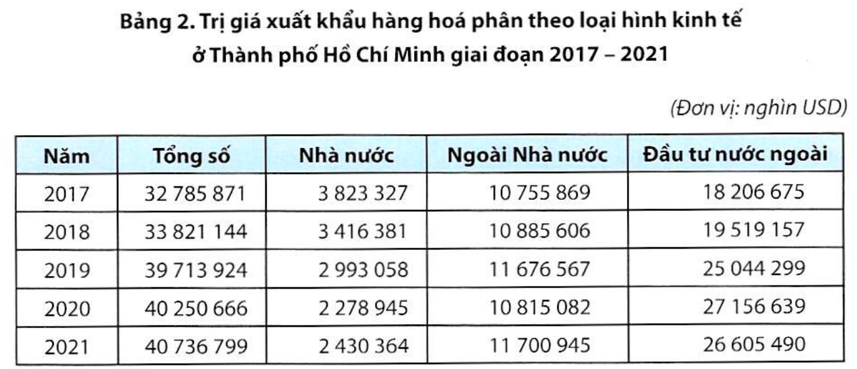 Bảng 2. Trị giá xuất khẩu hàng hoá phân theo loại hình kinh tế
ở Thành phố Hồ Chí Minh giai đoạn 2017 – 2021
(Đơn vị: nghìn USD)
Năm Tổng số Nhà nước Ngoài Nhà nước Đầu tư nước ngoài
2017 32 785 871 3 823 327 10 755 869 18 206 675
2018 33 821 144 3 416 381 10 885 606 19 519 157
2019 39 713 924 2 993 058 11 676 567 25 044 299
2020 40 250 666 2 278 945 10 815 082 27 156 639
2021 40 736 799 2 430 364 11 700 945 26 605 490